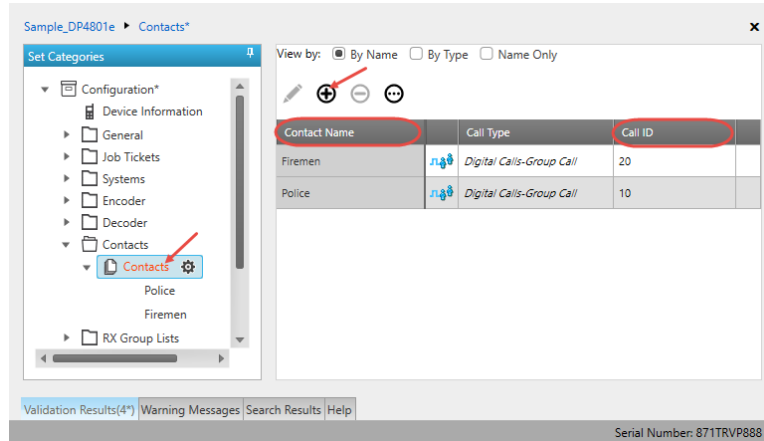 Sample_DP4801e ▸ Contacts*
x
Set Categories
View by: By Name By Type Name Only
Configuration*
Device Information
General
Job Tickets
Systems
Encoder
Decoder
Contacts
Contacts
Police
Firemen
RX Group Lists
Contact Name Call Type Call ID
Firemen Digital Calls-Group Call 20
Police Digital Calls-Group Call 10
Validation Results(4*) Warning Messages Search Results Help
Serial Number: 871TRVP888